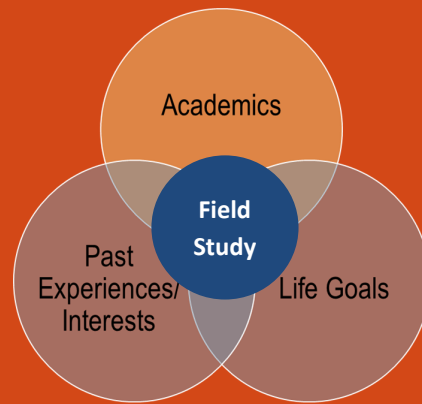 Academics
Field
Study
Past
Experiences/
Interests
Life Goals